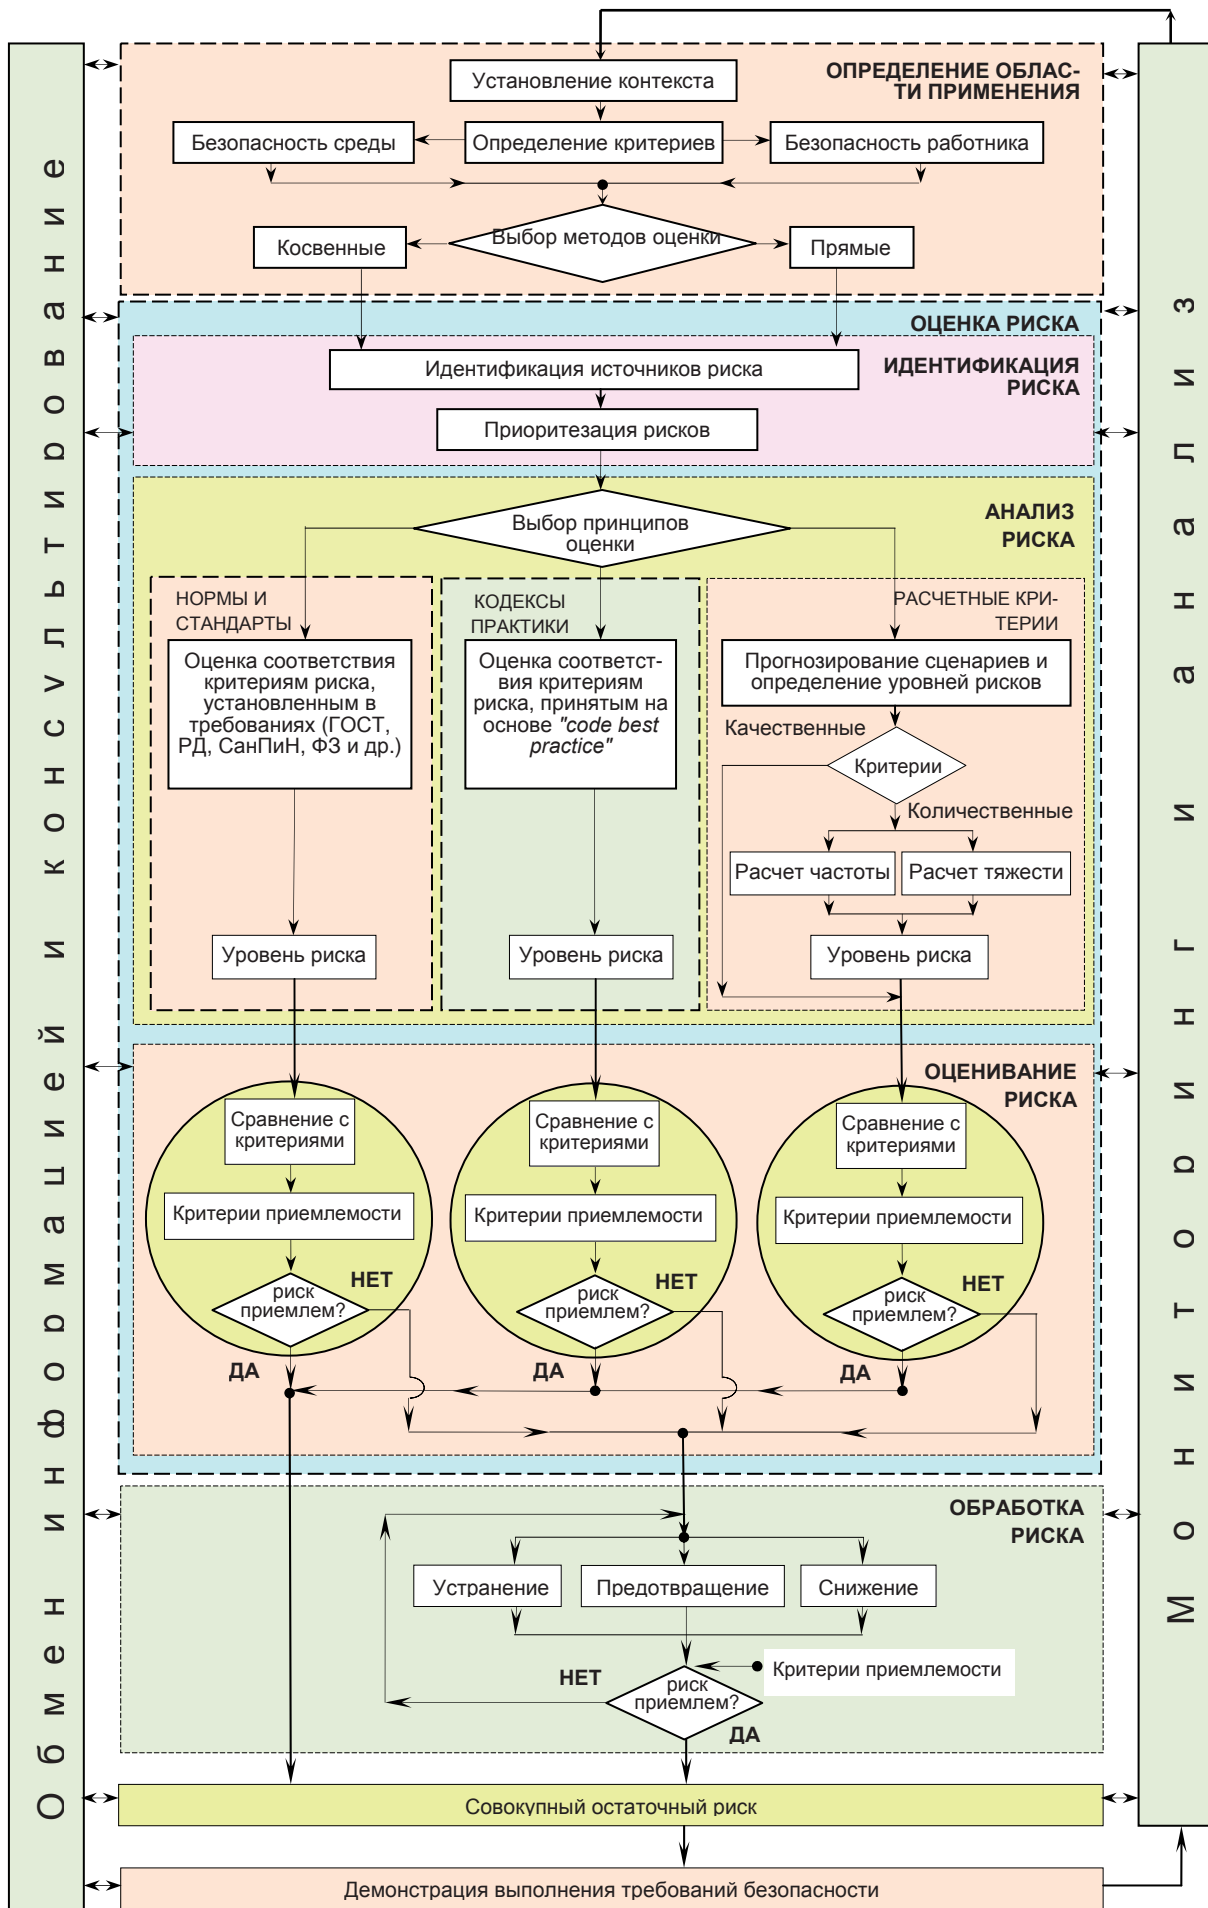 Обмен информацией и консультирование
Мониторинг и анализ
ОПРЕДЕЛЕНИЕ ОБЛАС-
ТИ ПРИМЕНЕНИЯ
Установление контекста
Безопасность среды
Определение критериев
Безопасность работника
Выбор методов оценки
Косвенные
Прямые
ОЦЕНКА РИСКА
ИДЕНТИФИКАЦИЯ
РИСКА
Идентификация источников риска
Приоритезация рисков
АНАЛИЗ
РИСКА
Выбор принципов
оценки
НОРМЫ И
СТАНДАРТЫ
Оценка соответствия
критериям риска,
установленным в
требованиях (ГОСТ,
РД, СанПиН, ФЗ и др.)
Уровень риска
КОДЕКСЫ
ПРАКТИКИ
Оценка соответст-
вия критериям
риска, принятым на
основе "code best
practice"
Уровень риска
РАСЧЕТНЫЕ КРИ-
ТЕРИИ
Прогнозирование сценариев и
определение уровней рисков
Качественные
Критерии
Количественные
Расчет частоты
Расчет тяжести
Уровень риска
ОЦЕНИВАНИЕ
РИСКА
Сравнение с
критериями
Критерии приемлемости
риск
приемлем?
НЕТ
ДА
Сравнение с
критериями
Критерии приемлемости
риск
приемлем?
НЕТ
ДА
Сравнение с
критериями
Критерии приемлемости
риск
приемлем?
НЕТ
ДА
ОБРАБОТКА
РИСКА
Устранение
Предотвращение
Снижение
Критерии приемлемости
НЕТ
риск
приемлем?
ДА
Совокупный остаточный риск
Демонстрация выполнения требований безопасности